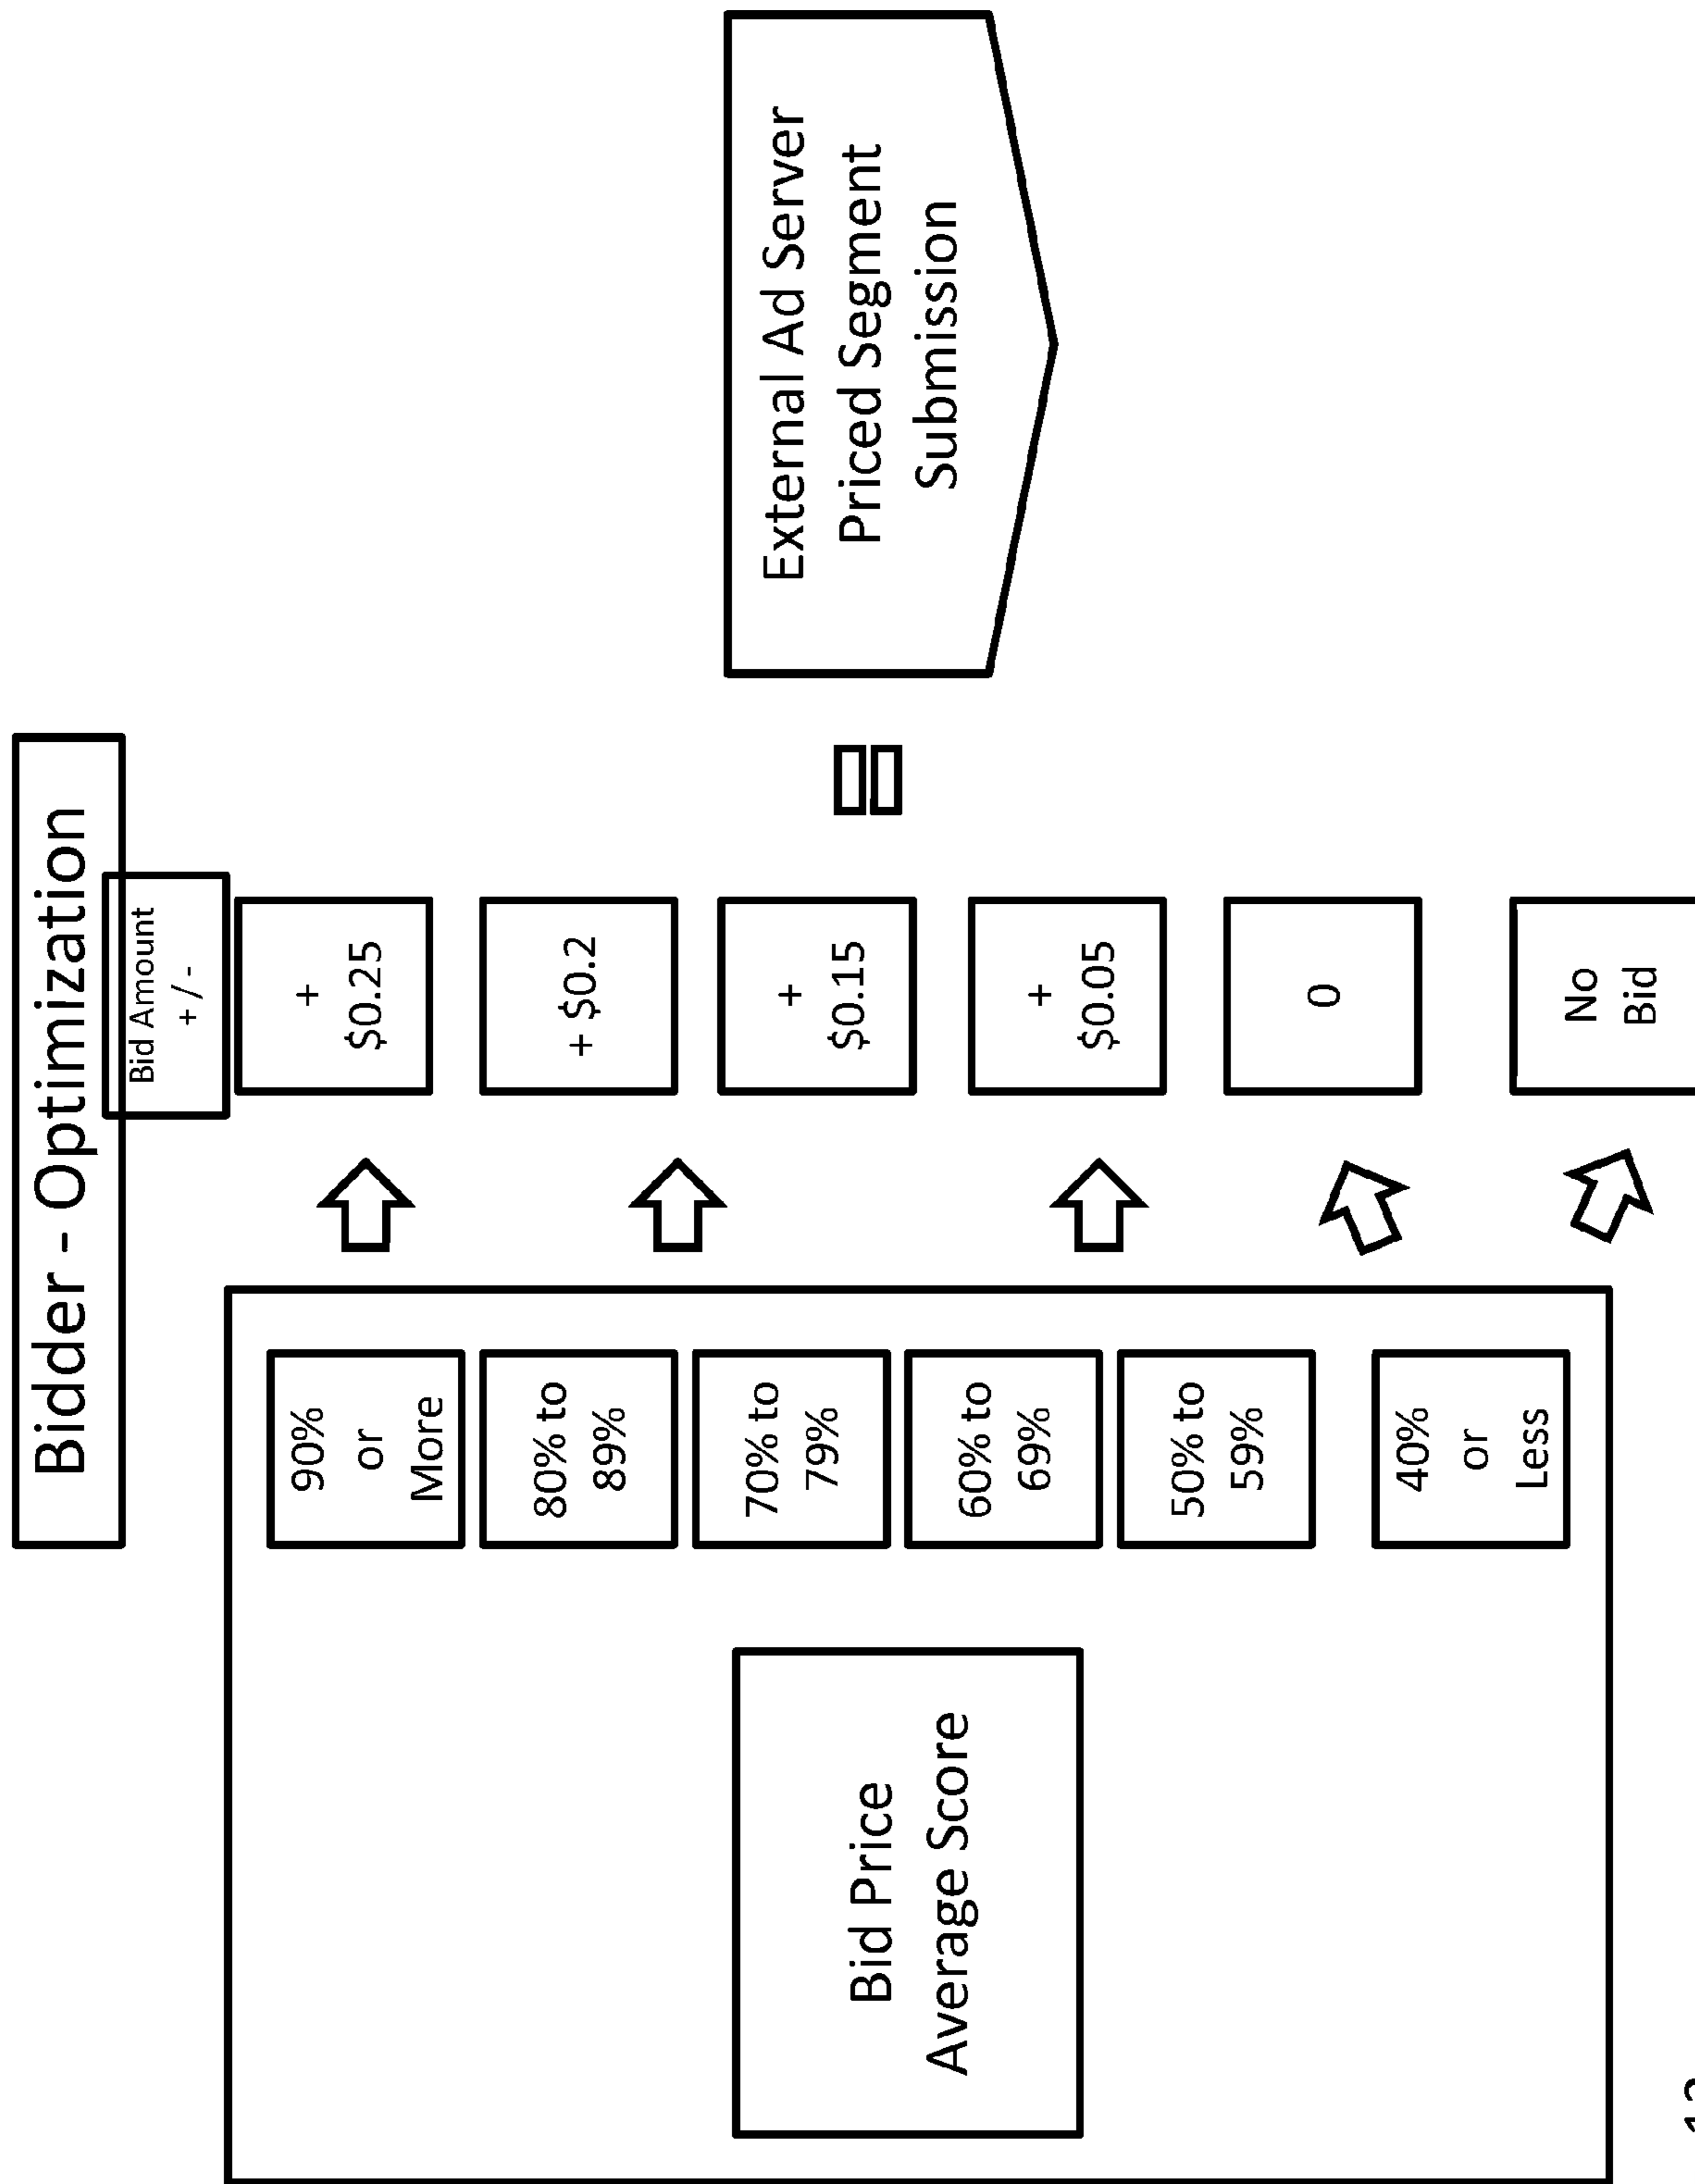 Bidder - Optimization
Bid Amount
+ / -
Bid Price
Average Score
90%
or
More
80% to
89%
70% to
79%
60% to
69%
50% to
59%
40%
or
Less
+
$0.25
+ $0.2
+
$0.15
+
$0.05
0
No
Bid
External Ad Server
Priced Segment
Submission